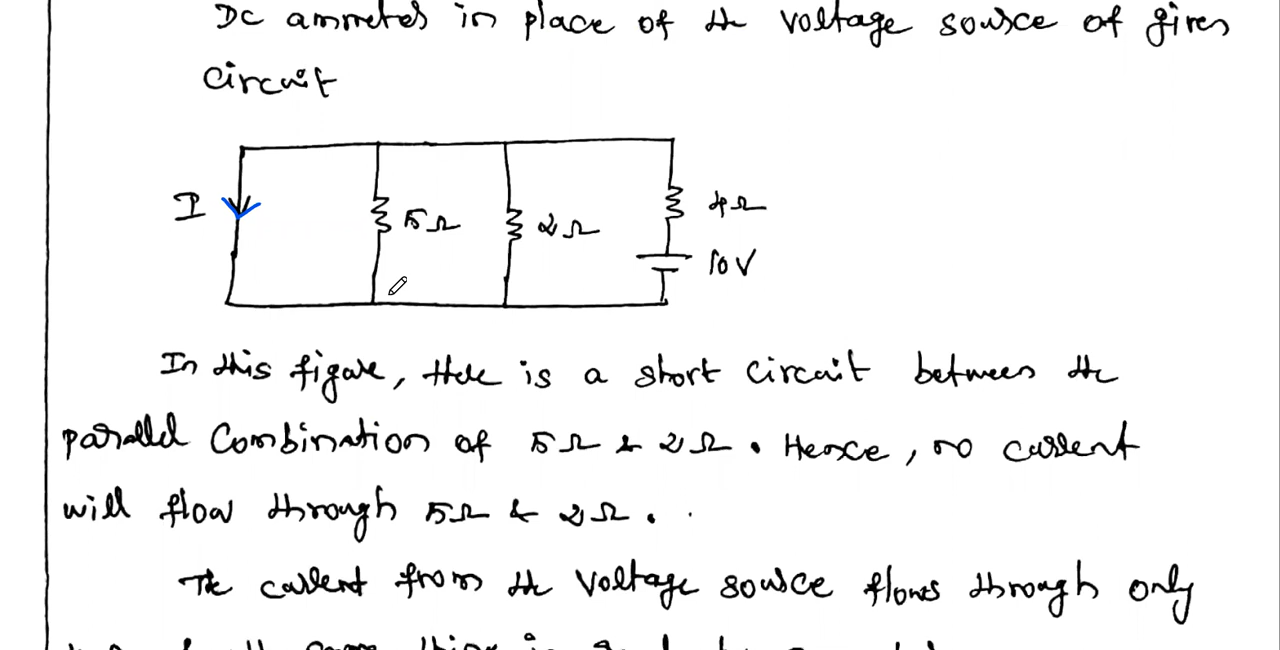 DC ammeter in place of the voltage source of given
circuit
I
5Ω
2Ω
4Ω
10V
In this figure, there is a short circuit between the
parallel combination of 5Ω & 2Ω. Hence, no current
will flow through 5Ω & 2Ω.
The current from the voltage source flows through only